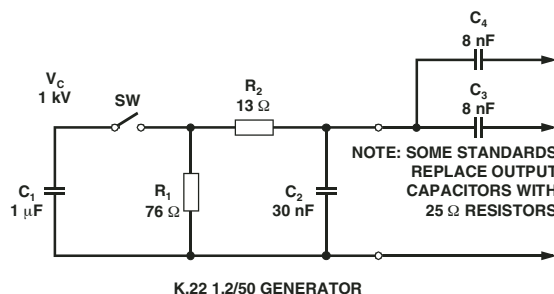 C4
8 nF
VC
1 kV
SW
R2
13 Ω
C3
8 nF
NOTE: SOME STANDARDS
REPLACE OUTPUT
CAPACITORS WITH
25 Ω RESISTORS
C1
1 µF
R1
76 Ω
C2
30 nF
K.22 1.2/50 GENERATOR